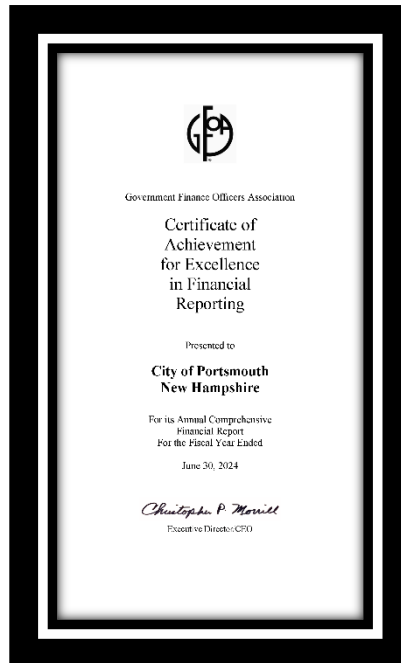 GFOA
Government Finance Officers Association
Certificate of
Achievement
for Excellence
in Financial
Reporting
Presented to
City of Portsmouth
New Hampshire
For its Annual Comprehensive
Financial Report
For the Fiscal Year Ended
June 30, 2024
Christopher P. Morrill
Executive Director/CEO